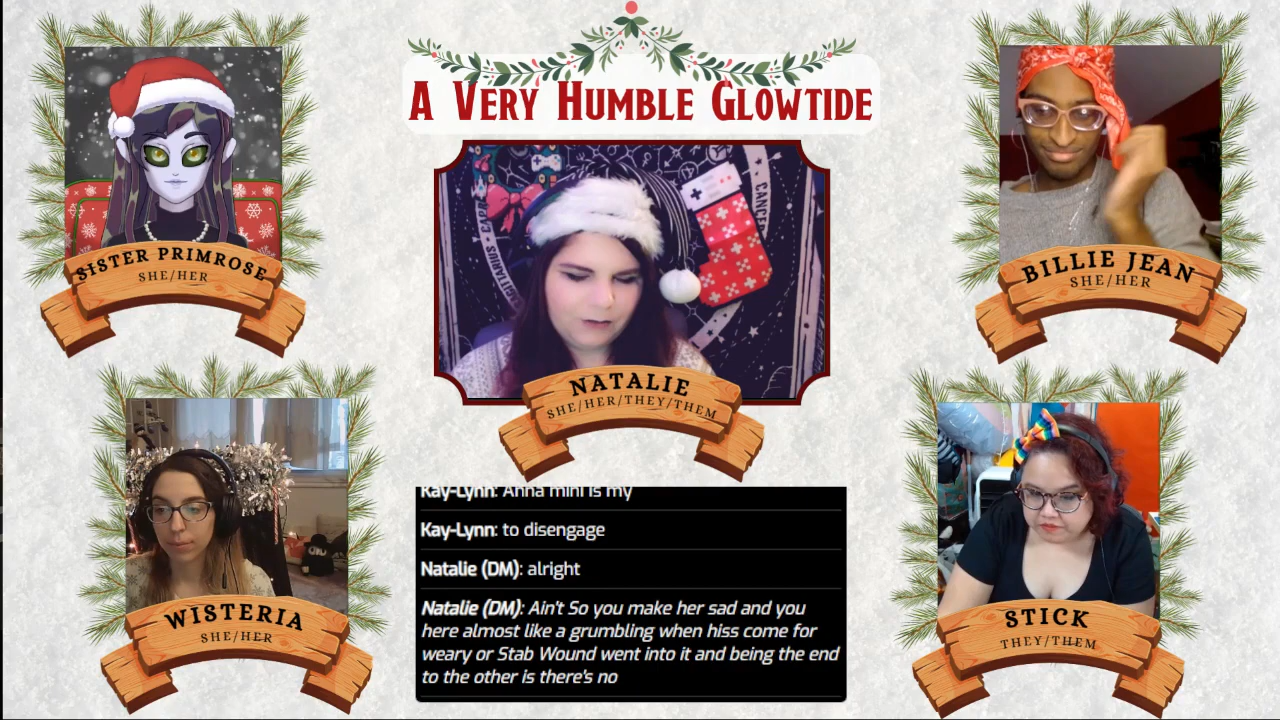 A VERY HUMBLE GLOWTIDE
SISTER PRIMROSE
SHE/HER
BILLIE JEAN
SHE/HER
CANCE
SAGITTARIUS
CAPR
NATALIE
SHE/HER/THEY/THEM
WISTERIA
SHE/HER
STICK
THEY/THEM
Kay-Lynn: Anna mini is my
Kay-Lynn: to disengage
Natalie (DM): alright
Natalie (DM): Ain't So you make her sad and you
here almost like a grumbling when hiss come for
weary or Stab Wound went into it and being the end
to the other is there's no